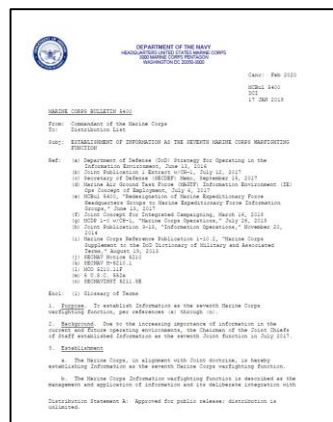 DEPARTMENT OF THE NAVY
HEADQUARTERS UNITED STATES MARINE CORPS
3000 MARINE CORPS PENTAGON
WASHINGTON DC 20350-3000
Canc: Feb 2020
MCBul 5400
DCI
17 JAN 2019
MARINE CORPS BULLETIN 5400
From: Commandant of the Marine Corps
To: Distribution List
Subj: ESTABLISHMENT OF INFORMATION AS THE SEVENTH MARINE CORPS WARFIGHTING
FUNCTION
Ref: (a) Department of Defense (DoD) Strategy for Operating in the
Information Environment, June 13, 2016
(b) Joint Publication 1 Extract w/CH-1, July 12, 2017
(c) Secretary of Defense (SECDEF) Memo, September 15, 2017
(d) Marine Air Ground Task Force (MAGTF) Information Environment (IE)
Ops Concept of Employment, July 6, 2017
(e) MCBul 5400, "Redesignation of Marine Expeditionary Force
Headquarters Groups to Marine Expeditionary Force Information
Groups," June 13, 2017
(f) Joint Concept for Integrated Campaigning, March 16, 2018
(g) MCDP 1-0 w/CH-1, "Marine Corps Operations," July 26, 2018
(h) Joint Publication 3-13, "Information Operations", November 20,
2014
(i) Marine Corps Reference Publication 1-10.2, "Marine Corps
Supplement to the DoD Dictionary of Military and Associated
Terms," August 19, 2015
(j) SECNAV Notice 5210
(k) SECNAV M-5210.1
(l) MCO 5210.11F
(m) 5 U.S.C. 552a
(n) SECNAVINST 5211.5E
Encl: (1) Glossary of Terms
1. Purpose. To establish Information as the seventh Marine Corps
warfighting function, per references (a) through (n).
2. Background. Due to the increasing importance of information in the
current and future operating environments, the Chairman of the Joint Chiefs
of Staff established Information as the seventh Joint function in July 2017.
3. Establishment
a. The Marine Corps, in alignment with Joint doctrine, is hereby
establishing Information as the seventh Marine Corps warfighting function.
b. The Marine Corps Information warfighting function is described as the
management and application of information and its deliberate integration with
Distribution Statement A: Approved for public release; distribution is
unlimited.